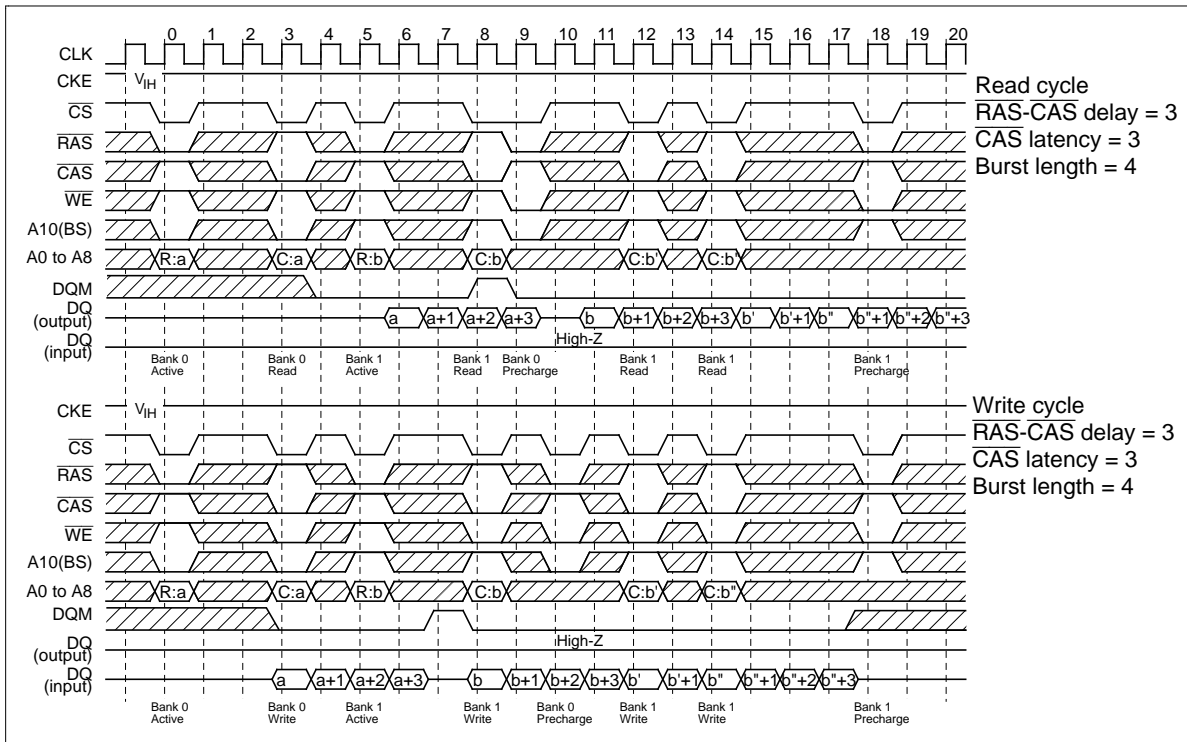 0 1 2 3 4 5 6 7 8 9 10 11 12 13 14 15 16 17 18 19 20
CLK
CKE VIH
CS
RAS
CAS
WE
A10(BS)
A0 to A8 R:a C:a R:b C:b C:b' C:b"
DQM
DQ (output) a a+1 a+2 a+3 b b+1 b+2 b+3 b' b'+1 b" b"+1 b"+2 b"+3
DQ (input) High-Z
Bank 0 Active
Bank 0 Read
Bank 1 Active
Bank 1 Read
Bank 0 Precharge
Bank 1 Read
Bank 1 Read
Bank 1 Precharge
Read cycle
RAS-CAS delay = 3
CAS latency = 3
Burst length = 4
CKE VIH
CS
RAS
CAS
WE
A10(BS)
A0 to A8 R:a C:a R:b C:b C:b' C:b"
DQM
DQ (output) High-Z
DQ (input) a a+1 a+2 a+3 b b+1 b+2 b+3 b' b'+1 b" b"+1 b"+2 b"+3
Bank 0 Active
Bank 0 Write
Bank 1 Active
Bank 1 Write
Bank 0 Precharge
Bank 1 Write
Bank 1 Write
Bank 1 Precharge
Write cycle
RAS-CAS delay = 3
CAS latency = 3
Burst length = 4